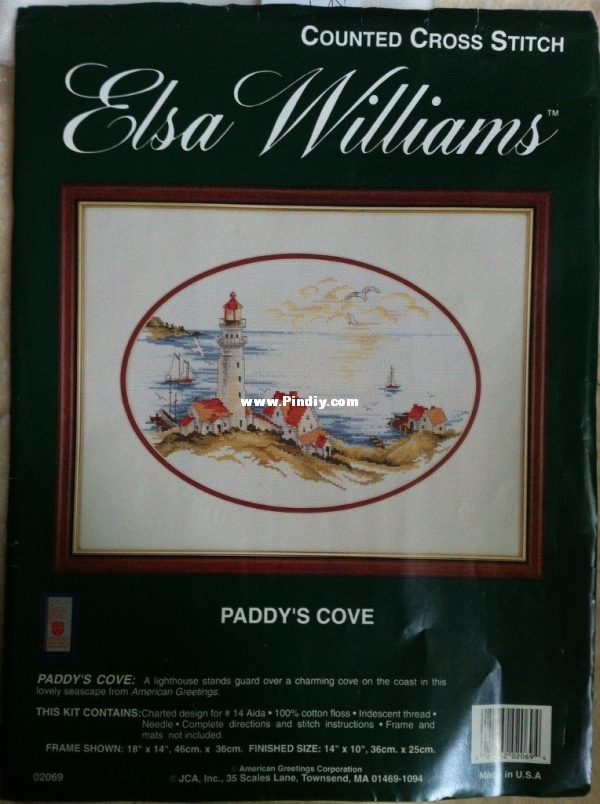 COUNTED CROSS STITCH
Elsa Williams™
www.Pindiy.com
PADDY'S COVE
PADDY'S COVE: A lighthouse stands guard over a charming cove on the coast in this
lovely seascape from American Greetings.
THIS KIT CONTAINS: Charted design for # 14 Aida • 100% cotton floss • Iridescent thread •
Needle • Complete directions and stitch instructions • Frame and
mats not included.
FRAME SHOWN: 18" x 14", 46cm. x 36cm. FINISHED SIZE: 14" x 10", 36cm x 25cm.
© American Greetings Corporation
02069
© JCA, Inc., 35 Scales Lane, Townsend, MA 01469-1094
Made in U.S.A